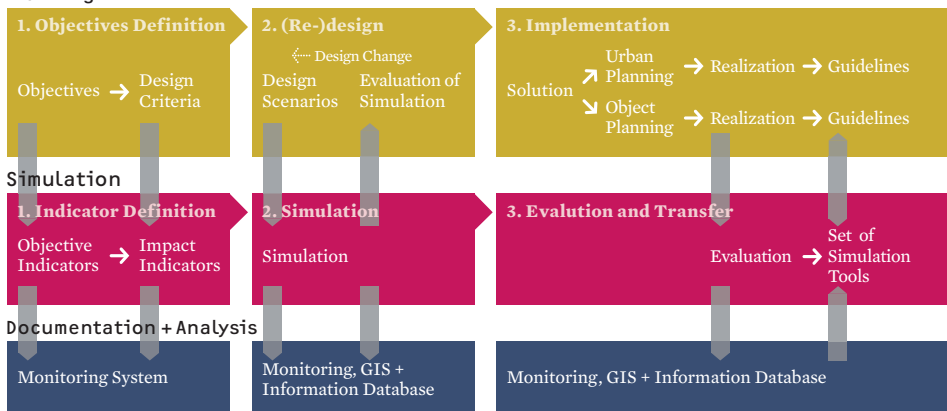 1. Objectives Definition
2. (Re-)design
3. Implementation
Design Change
Objectives
Design
Criteria
Design
Scenarios
Evaluation of
Simulation
Solution
Urban
Planning
Realization
Guidelines
Object
Planning
Realization
Guidelines
Simulation
1. Indicator Definition
2. Simulation
3. Evalution and Transfer
Objective
Indicators
Impact
Indicators
Simulation
Evaluation
Set of
Simulation
Tools
Documentation + Analysis
Monitoring System
Monitoring, GIS +
Information Database
Monitoring, GIS + Information Database